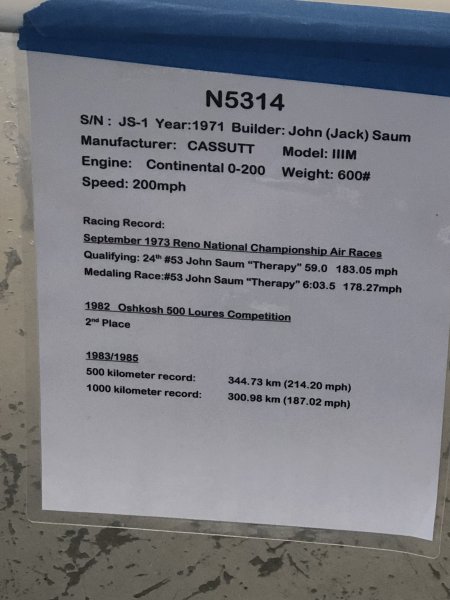 N5314
S/N : JS-1 Year:1971 Builder: John (Jack) Saum
Manufacturer: CASSUTT Model: IIIM
Engine: Continental 0-200 Weight: 600#
Speed: 200mph
Racing Record:
September 1973 Reno National Championship Air Races
Qualifying: 24th #53 John Saum "Therapy" 59.0 183.05 mph
Medaling Race:#53 John Saum "Therapy" 6:03.5 178.27mph
1982 Oshkosh 500 Loures Competition
2nd Place
1983/1985
500 kilometer record: 344.73 km (214.20 mph)
1000 kilometer record: 300.98 km (187.02 mph)